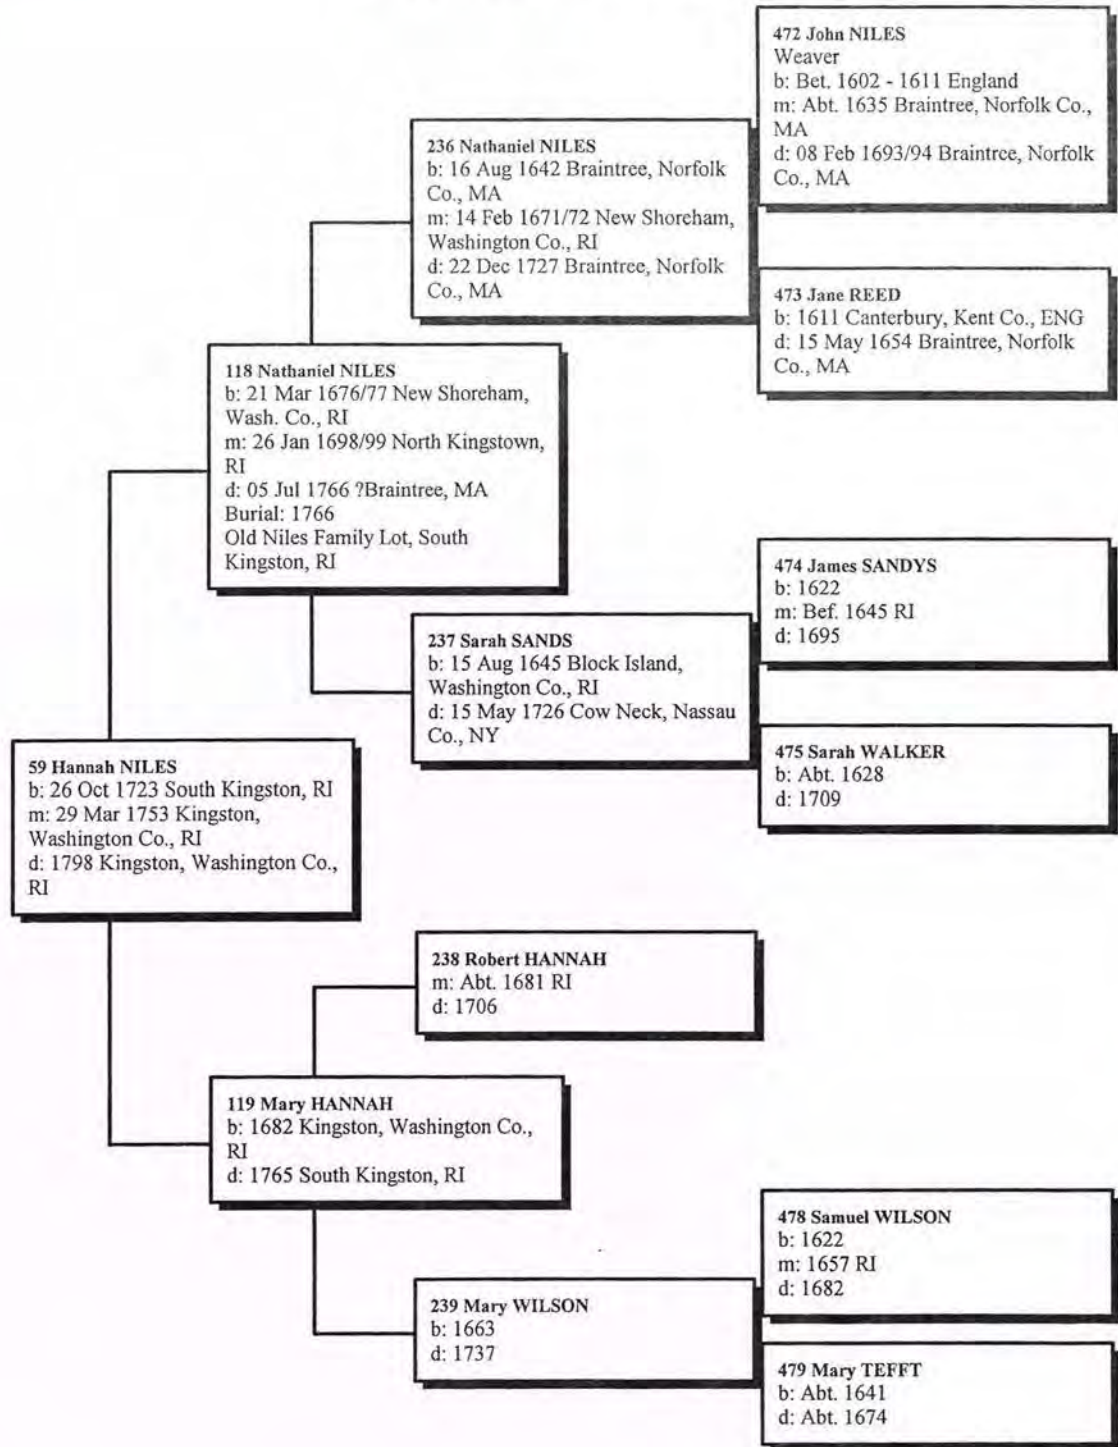 472 John NILES
Weaver
b: Bet. 1602 - 1611 England
m: Abt. 1635 Braintree, Norfolk Co.,
MA
d: 08 Feb 1693/94 Braintree, Norfolk
Co., MA
236 Nathaniel NILES
b: 16 Aug 1642 Braintree, Norfolk
Co., MA
m: 14 Feb 1671/72 New Shoreham,
Washington Co., RI
d: 22 Dec 1727 Braintree, Norfolk
Co., MA
473 Jane REED
b: 1611 Canterbury, Kent Co., ENG
d: 15 May 1654 Braintree, Norfolk
Co., MA
118 Nathaniel NILES
b: 21 Mar 1676/77 New Shoreham,
Wash. Co., RI
m: 26 Jan 1698/99 North Kingstown,
RI
d: 05 Jul 1766 ?Braintree, MA
Burial: 1766
Old Niles Family Lot, South
Kingston, RI
474 James SANDYS
b: 1622
m: Bef. 1645 RI
d: 1695
237 Sarah SANDS
b: 15 Aug 1645 Block Island,
Washington Co., RI
d: 15 May 1726 Cow Neck, Nassau
Co., NY
475 Sarah WALKER
b: Abt. 1628
d: 1709
59 Hannah NILES
b: 26 Oct 1723 South Kingston, RI
m: 29 Mar 1753 Kingston,
Washington Co., RI
d: 1798 Kingston, Washington Co.,
RI
238 Robert HANNAH
m: Abt. 1681 RI
d: 1706
119 Mary HANNAH
b: 1682 Kingston, Washington Co.,
RI
d: 1765 South Kingston, RI
478 Samuel WILSON
b: 1622
m: 1657 RI
d: 1682
239 Mary WILSON
b: 1663
d: 1737
479 Mary TEFFT
b: Abt. 1641
d: Abt. 1674